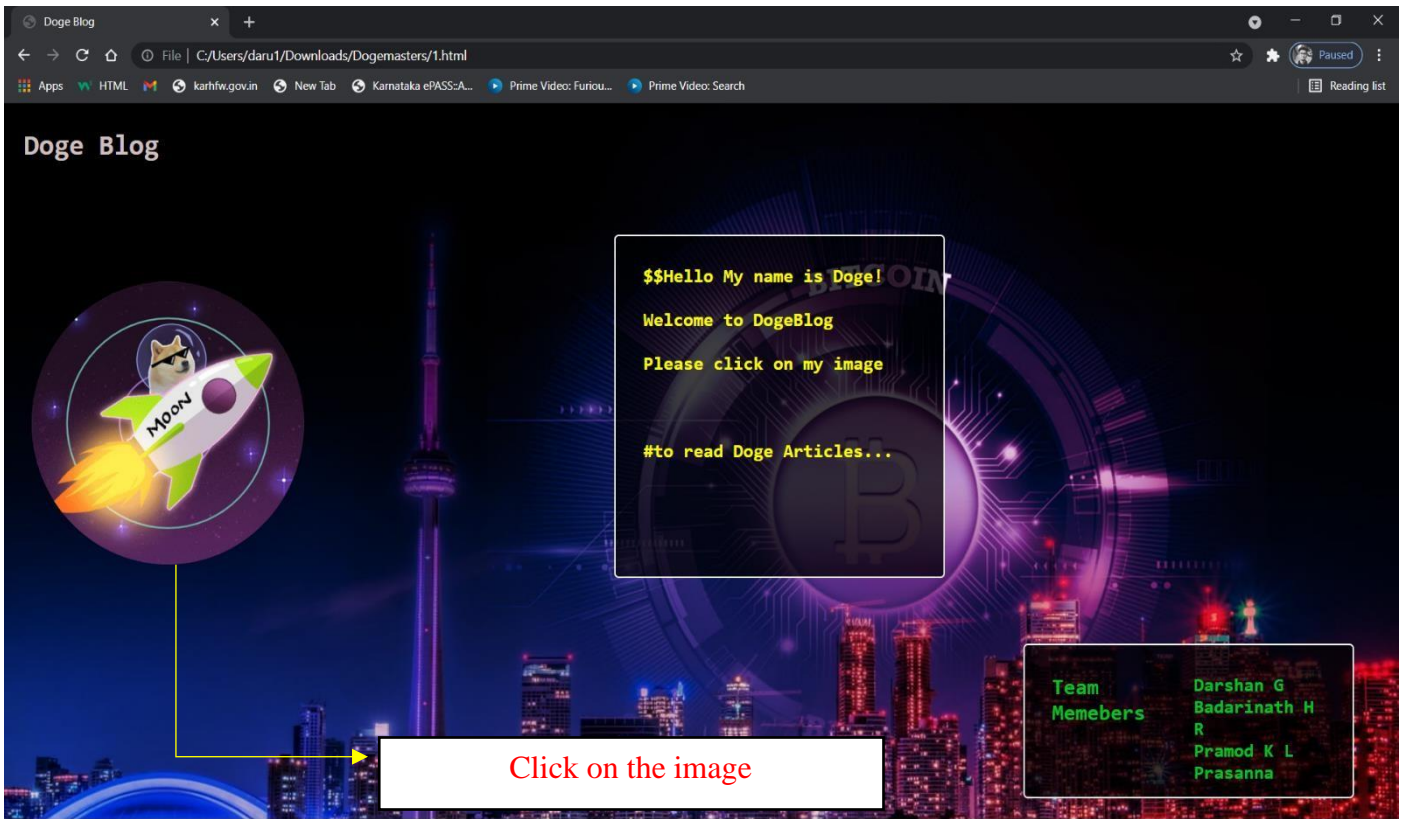 Doge Blog
File | C:/Users/daru1/Downloads/Dogemasters/1.html
Paused
Apps HTML karhfw.gov.in New Tab Karnataka ePASS::A... Prime Video: Furiou... Prime Video: Search Reading list
Doge Blog
BITCOIN
$$Hello My name is Doge!
Welcome to DogeBlog
Please click on my image
#to read Doge Articles...
MOON
Team
Memebers
Darshan G
Badarinath H
R
Pramod K L
Prasanna
Click on the image